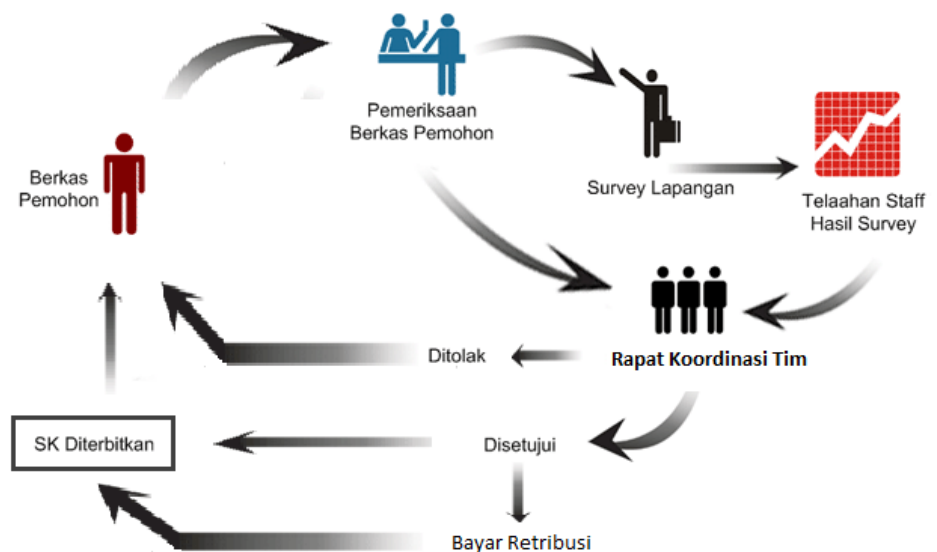 Pemeriksaan
Berkas Pemohon
Berkas
Pemohon
Survey Lapangan
Telaahan Staff
Hasil Survey
Rapat Koordinasi Tim
Ditolak
Disetujui
SK Diterbitkan
Bayar Retribusi